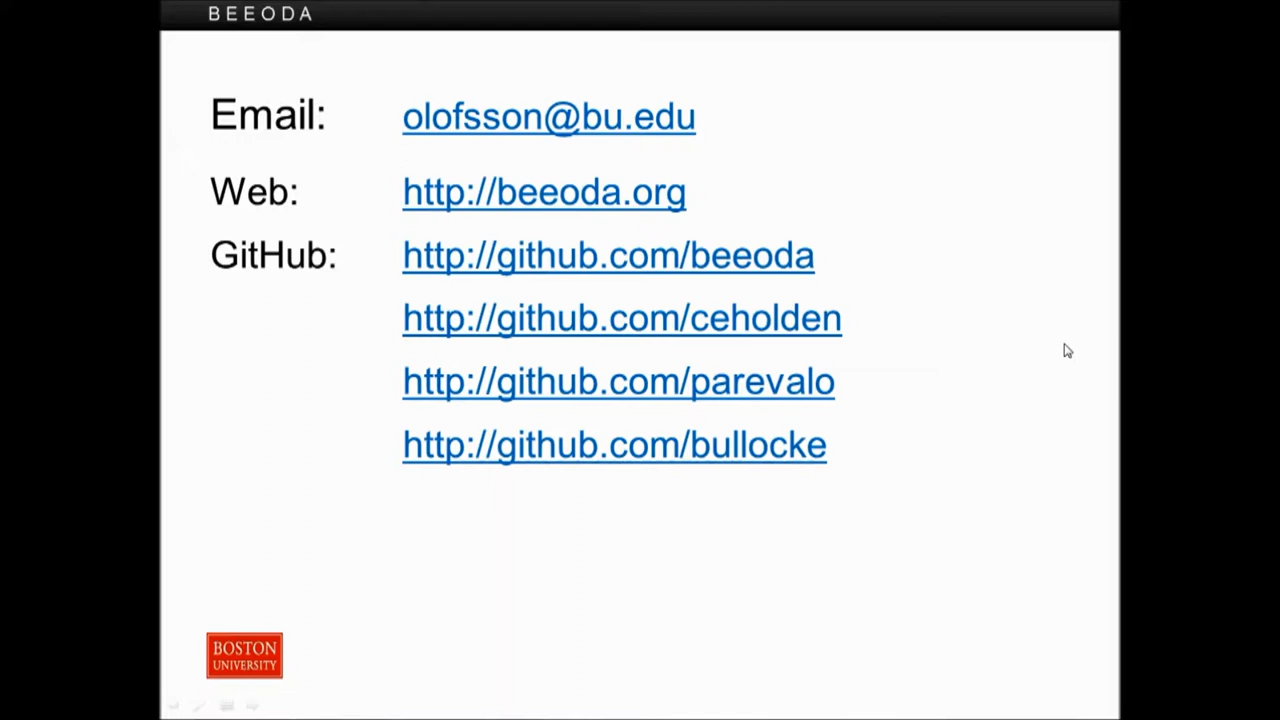 BEEODA
Email: olofsson@bu.edu
Web: http://beeoda.org
GitHub: http://github.com/beeoda
http://github.com/ceholden
http://github.com/parevalo
http://github.com/bullocke
BOSTON
UNIVERSITY